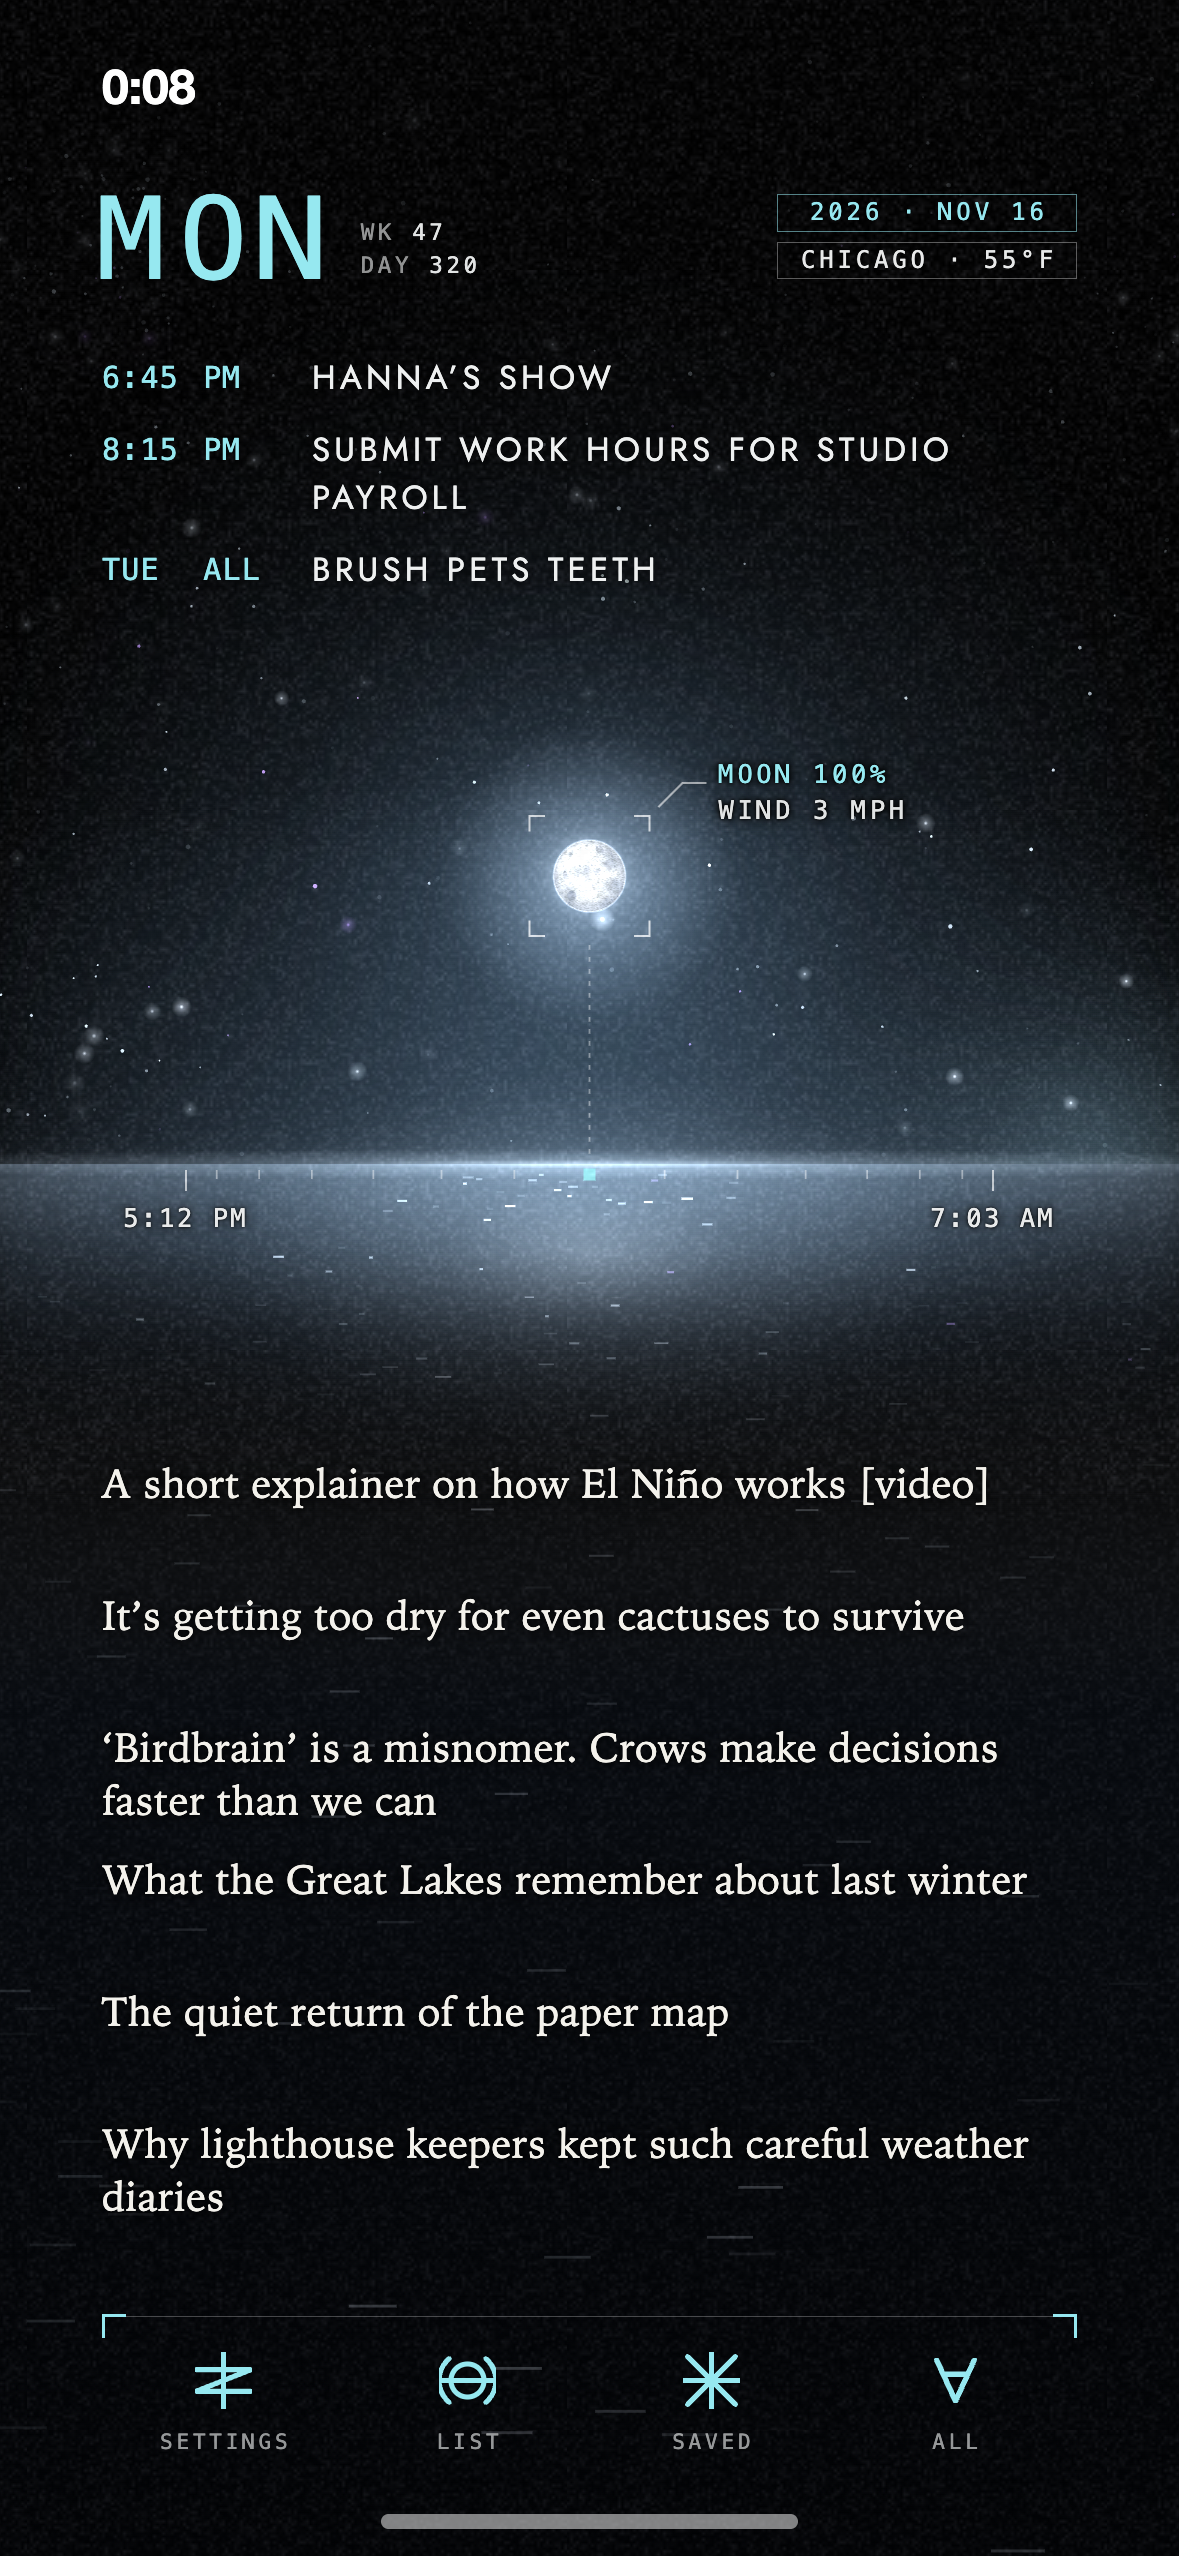 0:08
MON
WK 47
DAY 320
2026 · NOV 16
CHICAGO · 55°F
6:45 PM HANNA’S SHOW
8:15 PM SUBMIT WORK HOURS FOR STUDIO
PAYROLL
TUE ALL BRUSH PETS TEETH
MOON 100%
WIND 3 MPH
5:12 PM
7:03 AM
A short explainer on how El Niño works [video]
It’s getting too dry for even cactuses to survive
‘Birdbrain’ is a misnomer. Crows make decisions
faster than we can
What the Great Lakes remember about last winter
The quiet return of the paper map
Why lighthouse keepers kept such careful weather
diaries
SETTINGS
LIST
SAVED
ALL